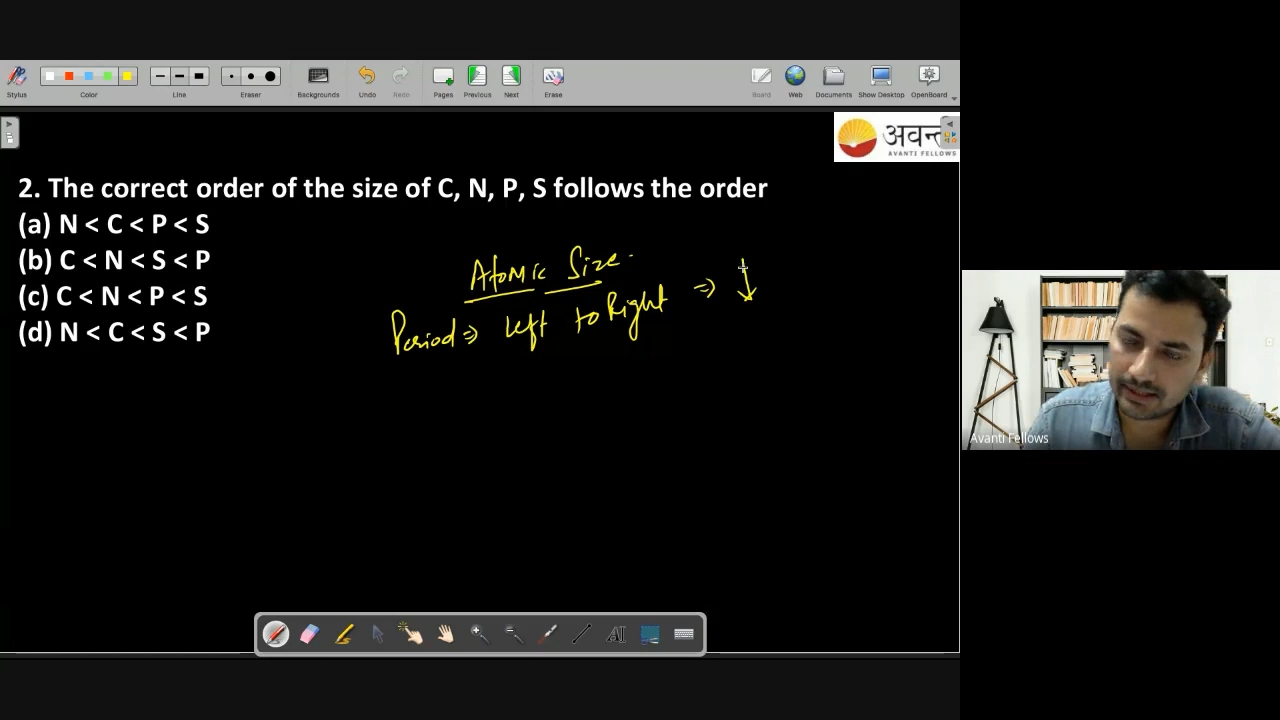 Stylus Color Line Eraser Backgrounds Undo Redo Pages Previous Next Erase Board Web Documents Show Desktop OpenBoard
AVANTI FELLOWS
2. The correct order of the size of C, N, P, S follows the order
(a) N < C < P < S
(b) C < N < S < P
(c) C < N < P < S
(d) N < C < S < P
Atomic Size.
Period ⇒ Left to Right ⇒ ↓
Avanti Fellows